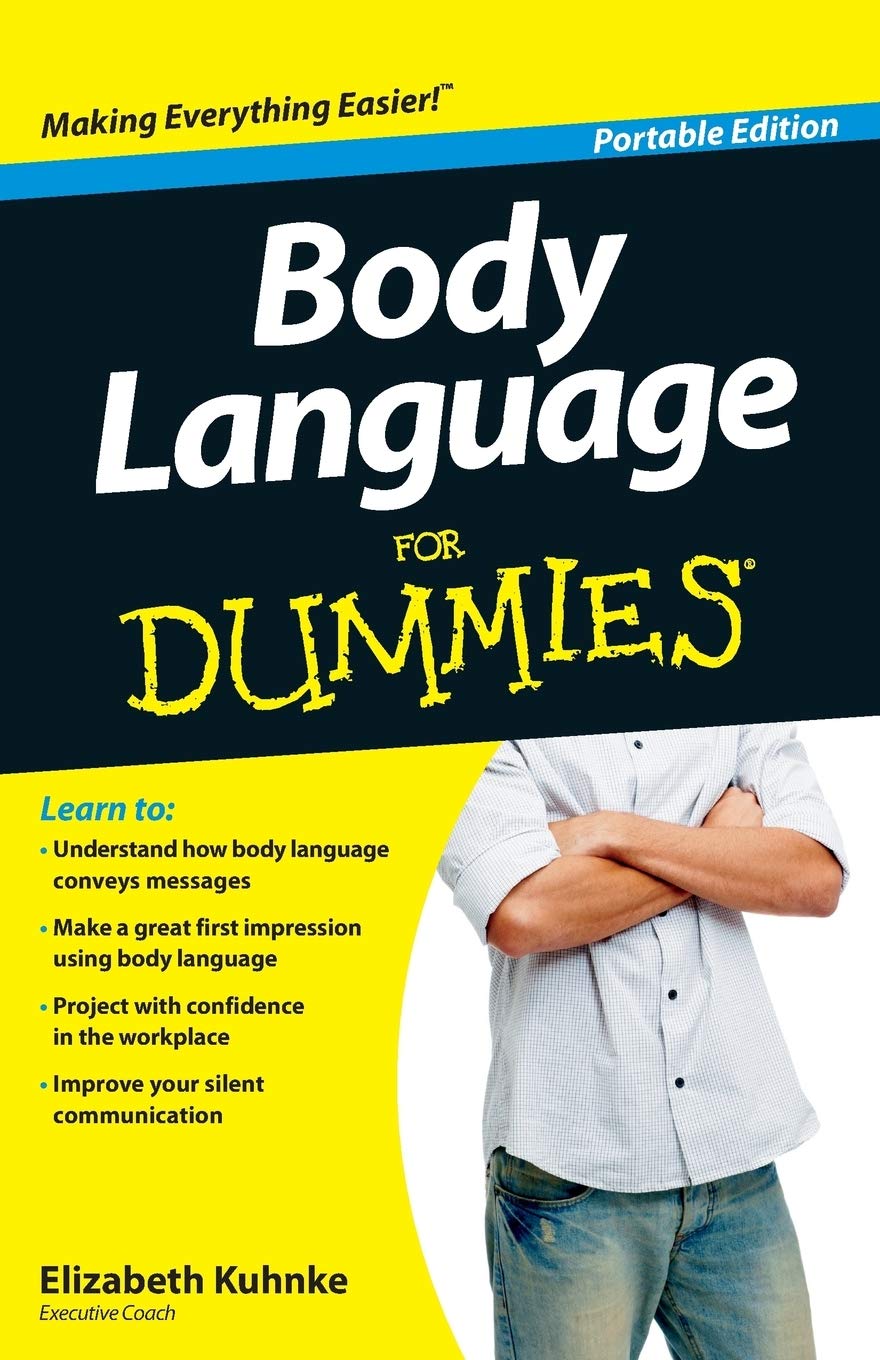 Making Everything Easier!™
Portable Edition
Body
Language
FOR
DUMMIES®
Learn to:
• Understand how body language
conveys messages
• Make a great first impression
using body language
• Project with confidence
in the workplace
• Improve your silent
communication
Elizabeth Kuhnke
Executive Coach